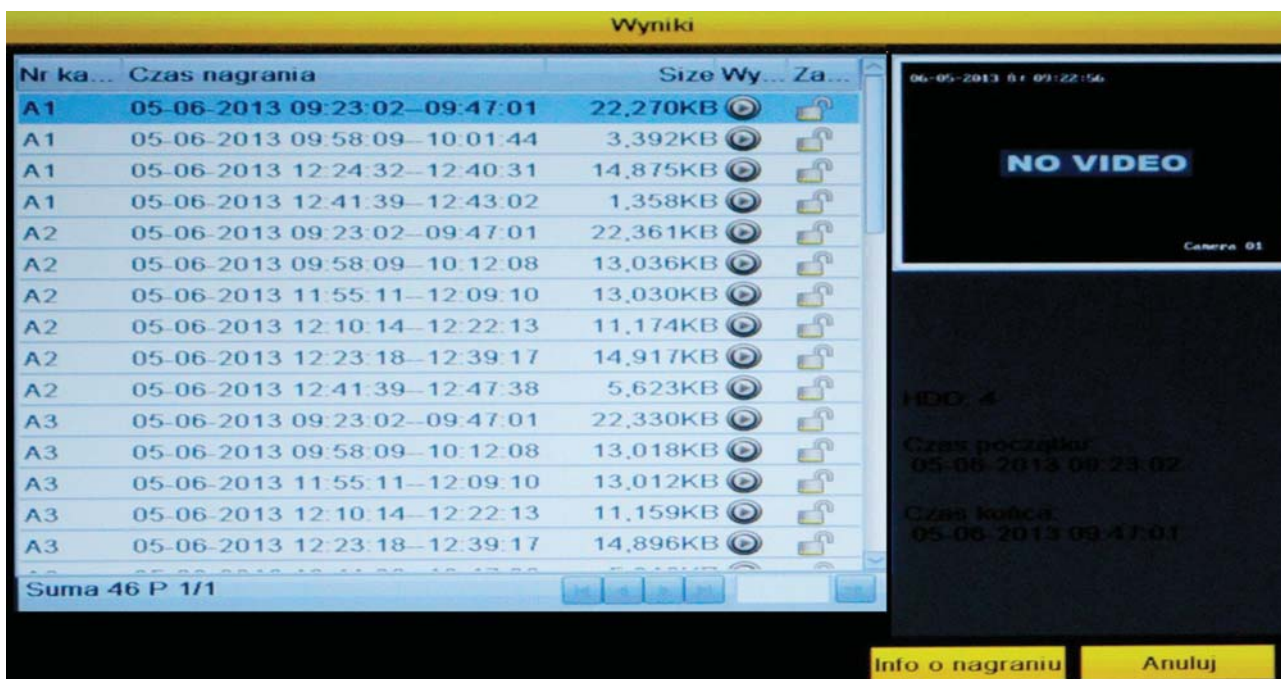 Wyniki
Nr ka... Czas nagrania Size Wy... Za...
A1 05-06-2013 09:23:02--09:47:01 22,270KB
A1 05-06-2013 09:58:09--10:01:44 3,392KB
A1 05-06-2013 12:24:32--12:40:31 14,875KB
A1 05-06-2013 12:41:39--12:43:02 1,358KB
A2 05-06-2013 09:23:02--09:47:01 22,361KB
A2 05-06-2013 09:58:09--10:12:08 13,036KB
A2 05-06-2013 11:55:11--12:09:10 13,030KB
A2 05-06-2013 12:10:14--12:22:13 11,174KB
A2 05-06-2013 12:23:18--12:39:17 14,917KB
A2 05-06-2013 12:41:39--12:47:38 5,623KB
A3 05-06-2013 09:23:02--09:47:01 22,330KB
A3 05-06-2013 09:58:09--10:12:08 13,018KB
A3 05-06-2013 11:55:11--12:09:10 13,012KB
A3 05-06-2013 12:10:14--12:22:13 11,159KB
A3 05-06-2013 12:23:18--12:39:17 14,896KB
Suma 46 P 1/1
06-05-2013 śr 09:22:56
NO VIDEO
Camera 01
HDD: 4
Czas początku:
05-06-2013 09:23:02
Czas końca:
05-06-2013 09:47:01
Info o nagraniu
Anuluj